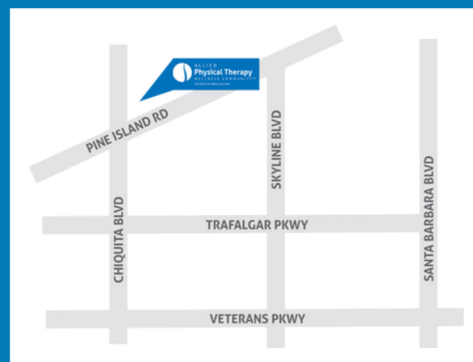 ALLIED
Physical Therapy
WELLNESS COMMUNITY
PINE ISLAND RD
SKYLINE BLVD
CHIQUITA BLVD
SANTA BARBARA BLVD
TRAFALGAR PKWY
VETERANS PKWY